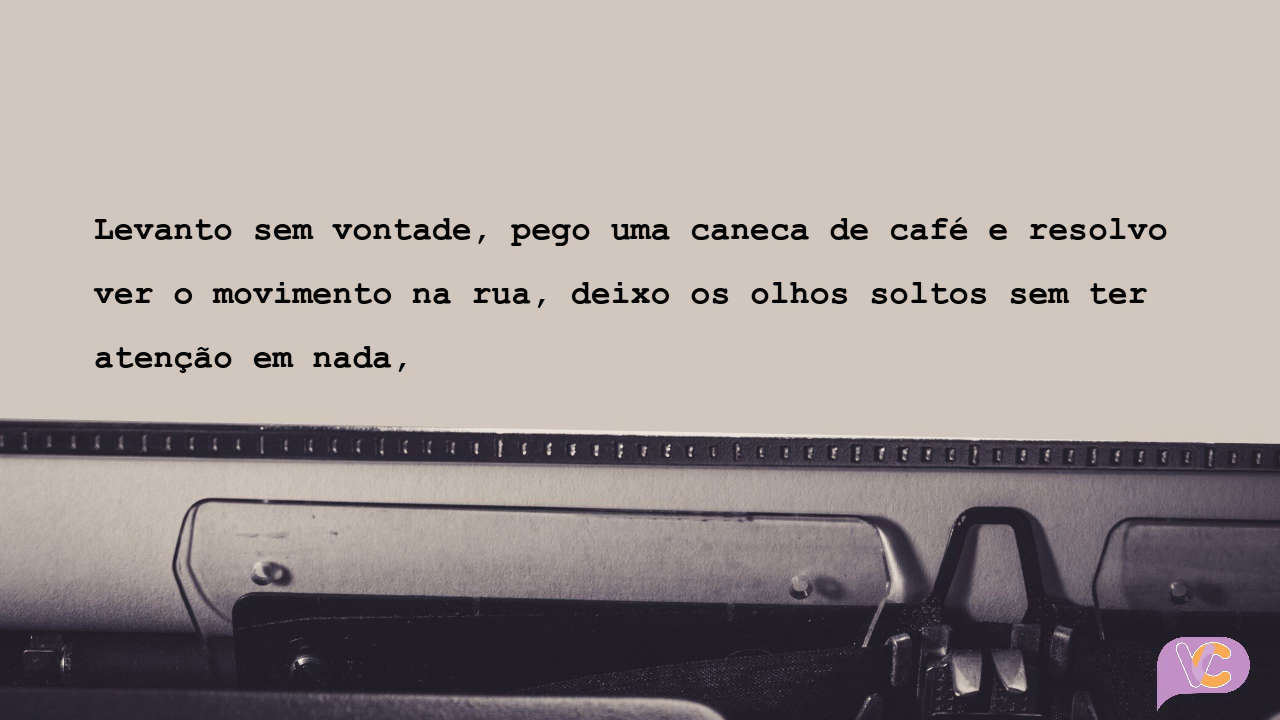 Levanto sem vontade, pego uma caneca de café e resolvo
ver o movimento na rua, deixo os olhos soltos sem ter
atenção em nada,
VC